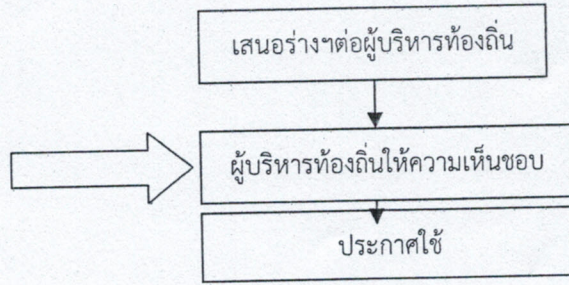 เสนอร่างฯต่อผู้บริหารท้องถิ่น
ผู้บริหารท้องถิ่นให้ความเห็นชอบ
ประกาศใช้